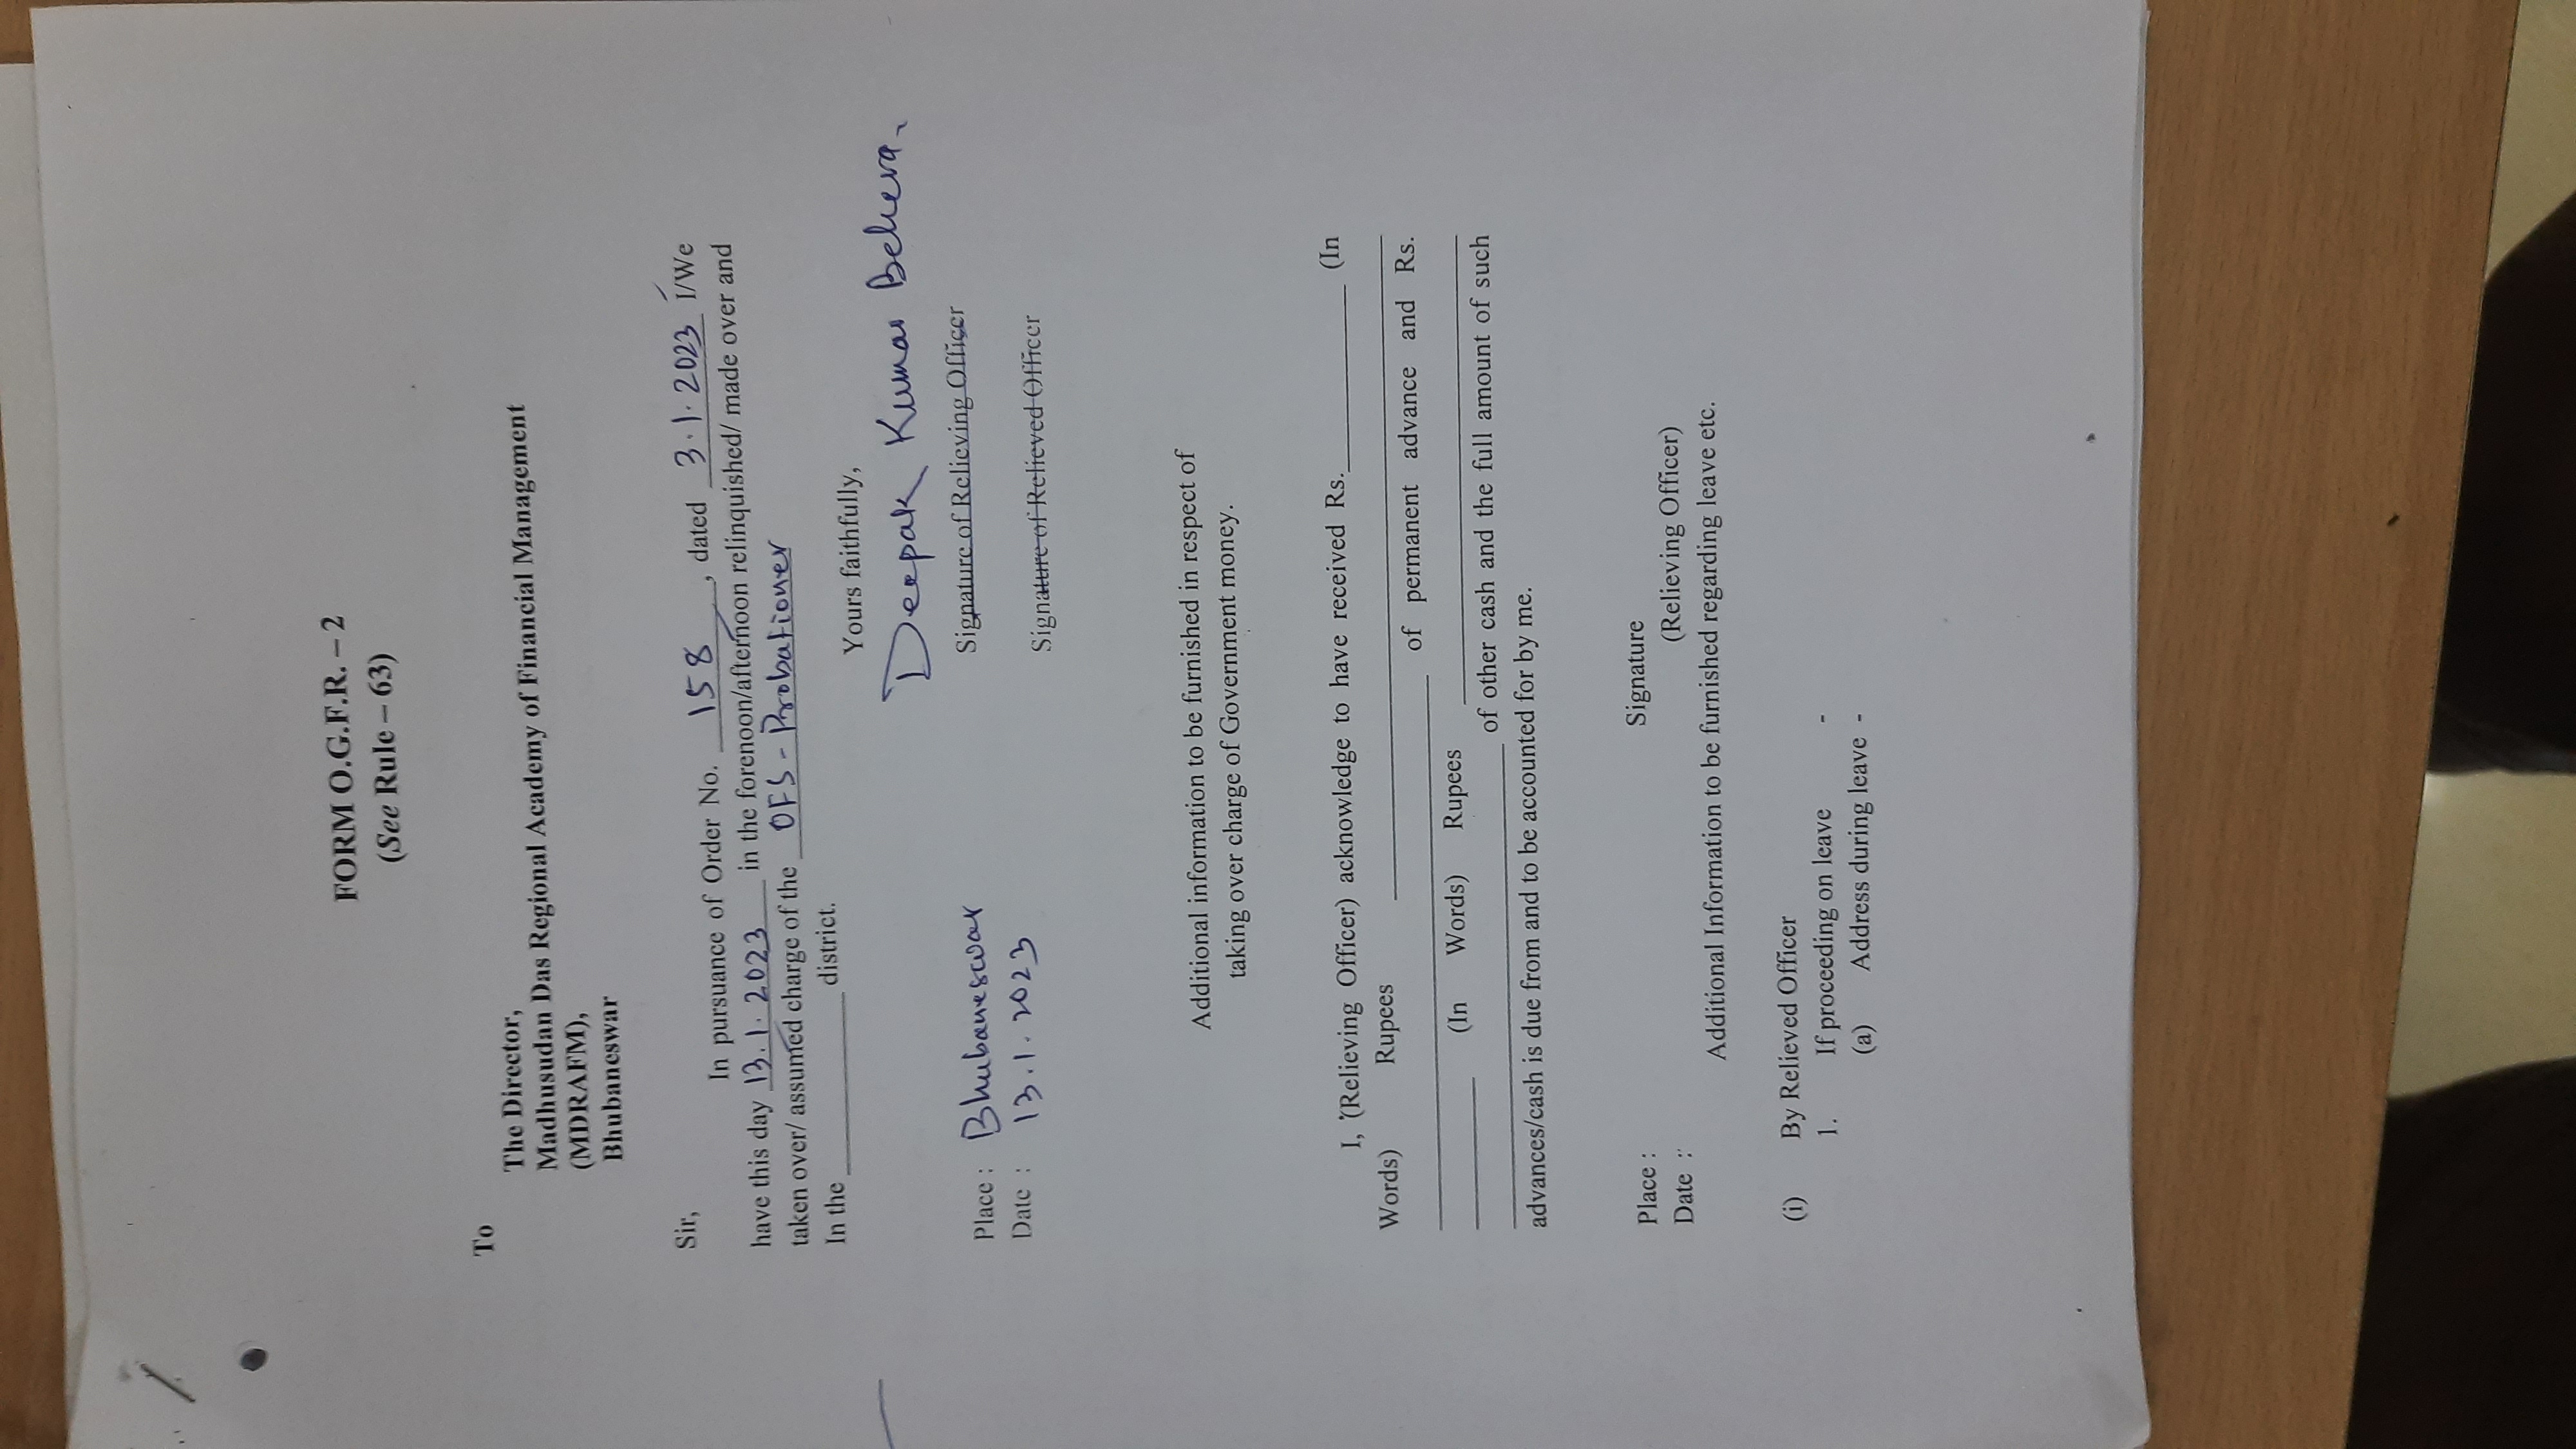 FORM O.G.F.R. – 2
(See Rule – 63)
To
The Director,
Madhusudan Das Regional Academy of Financial Management
(MDRAFM),
Bhubaneswar
Sir,
In pursuance of Order No. 158, dated 3.1.2023 I/We
have this day 13.1.2023 in the forenoon/afternoon relinquished/ made over and
taken over/ assumed charge of the OFS - Probationer
In the ____________ district.
Yours faithfully,
Deepak Kumar Behera
Signature of Relieving Officer
Place : Bhubaneswar
Date : 13.1.2023
Signature of Relieved Officer
Additional information to be furnished in respect of
taking over charge of Government money.
I, (Relieving Officer) acknowledge to have received Rs.____________ (In
Words) Rupees ____________
____________ of permanent advance and Rs.
____________ (In Words) Rupees ____________
____________ of other cash and the full amount of such
advances/cash is due from and to be accounted for by me.
Place : Signature
Date : (Relieving Officer)
Additional Information to be furnished regarding leave etc.
(i) By Relieved Officer
1. If proceeding on leave -
(a) Address during leave -